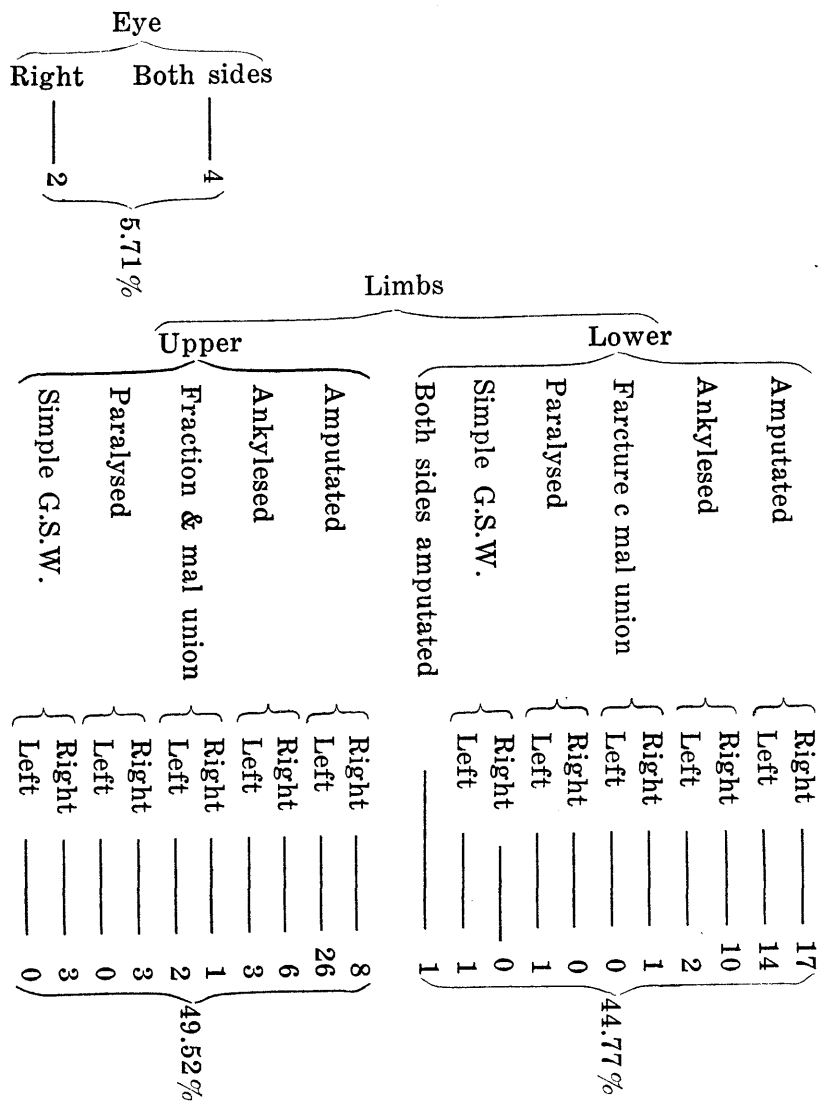 Eye
Right Both sides
2 4
5.71%
Limbs
Upper Lower
Amputated
Right 17
Left 14
Ankylesed
Right 10
Left 2
Farcture c mal union
Right 1
Left 0
Paralysed
Right 0
Left 1
Simple G.S.W.
Right 0
Left 1
Both sides amputated 1
44.77%
Amputated
Right 8
Left 26
Ankylesed
Right 6
Left 3
Fraction & mal union
Right 1
Left 2
Paralysed
Right 3
Left 0
Simple G.S.W.
Right 3
Left 0
49.52%